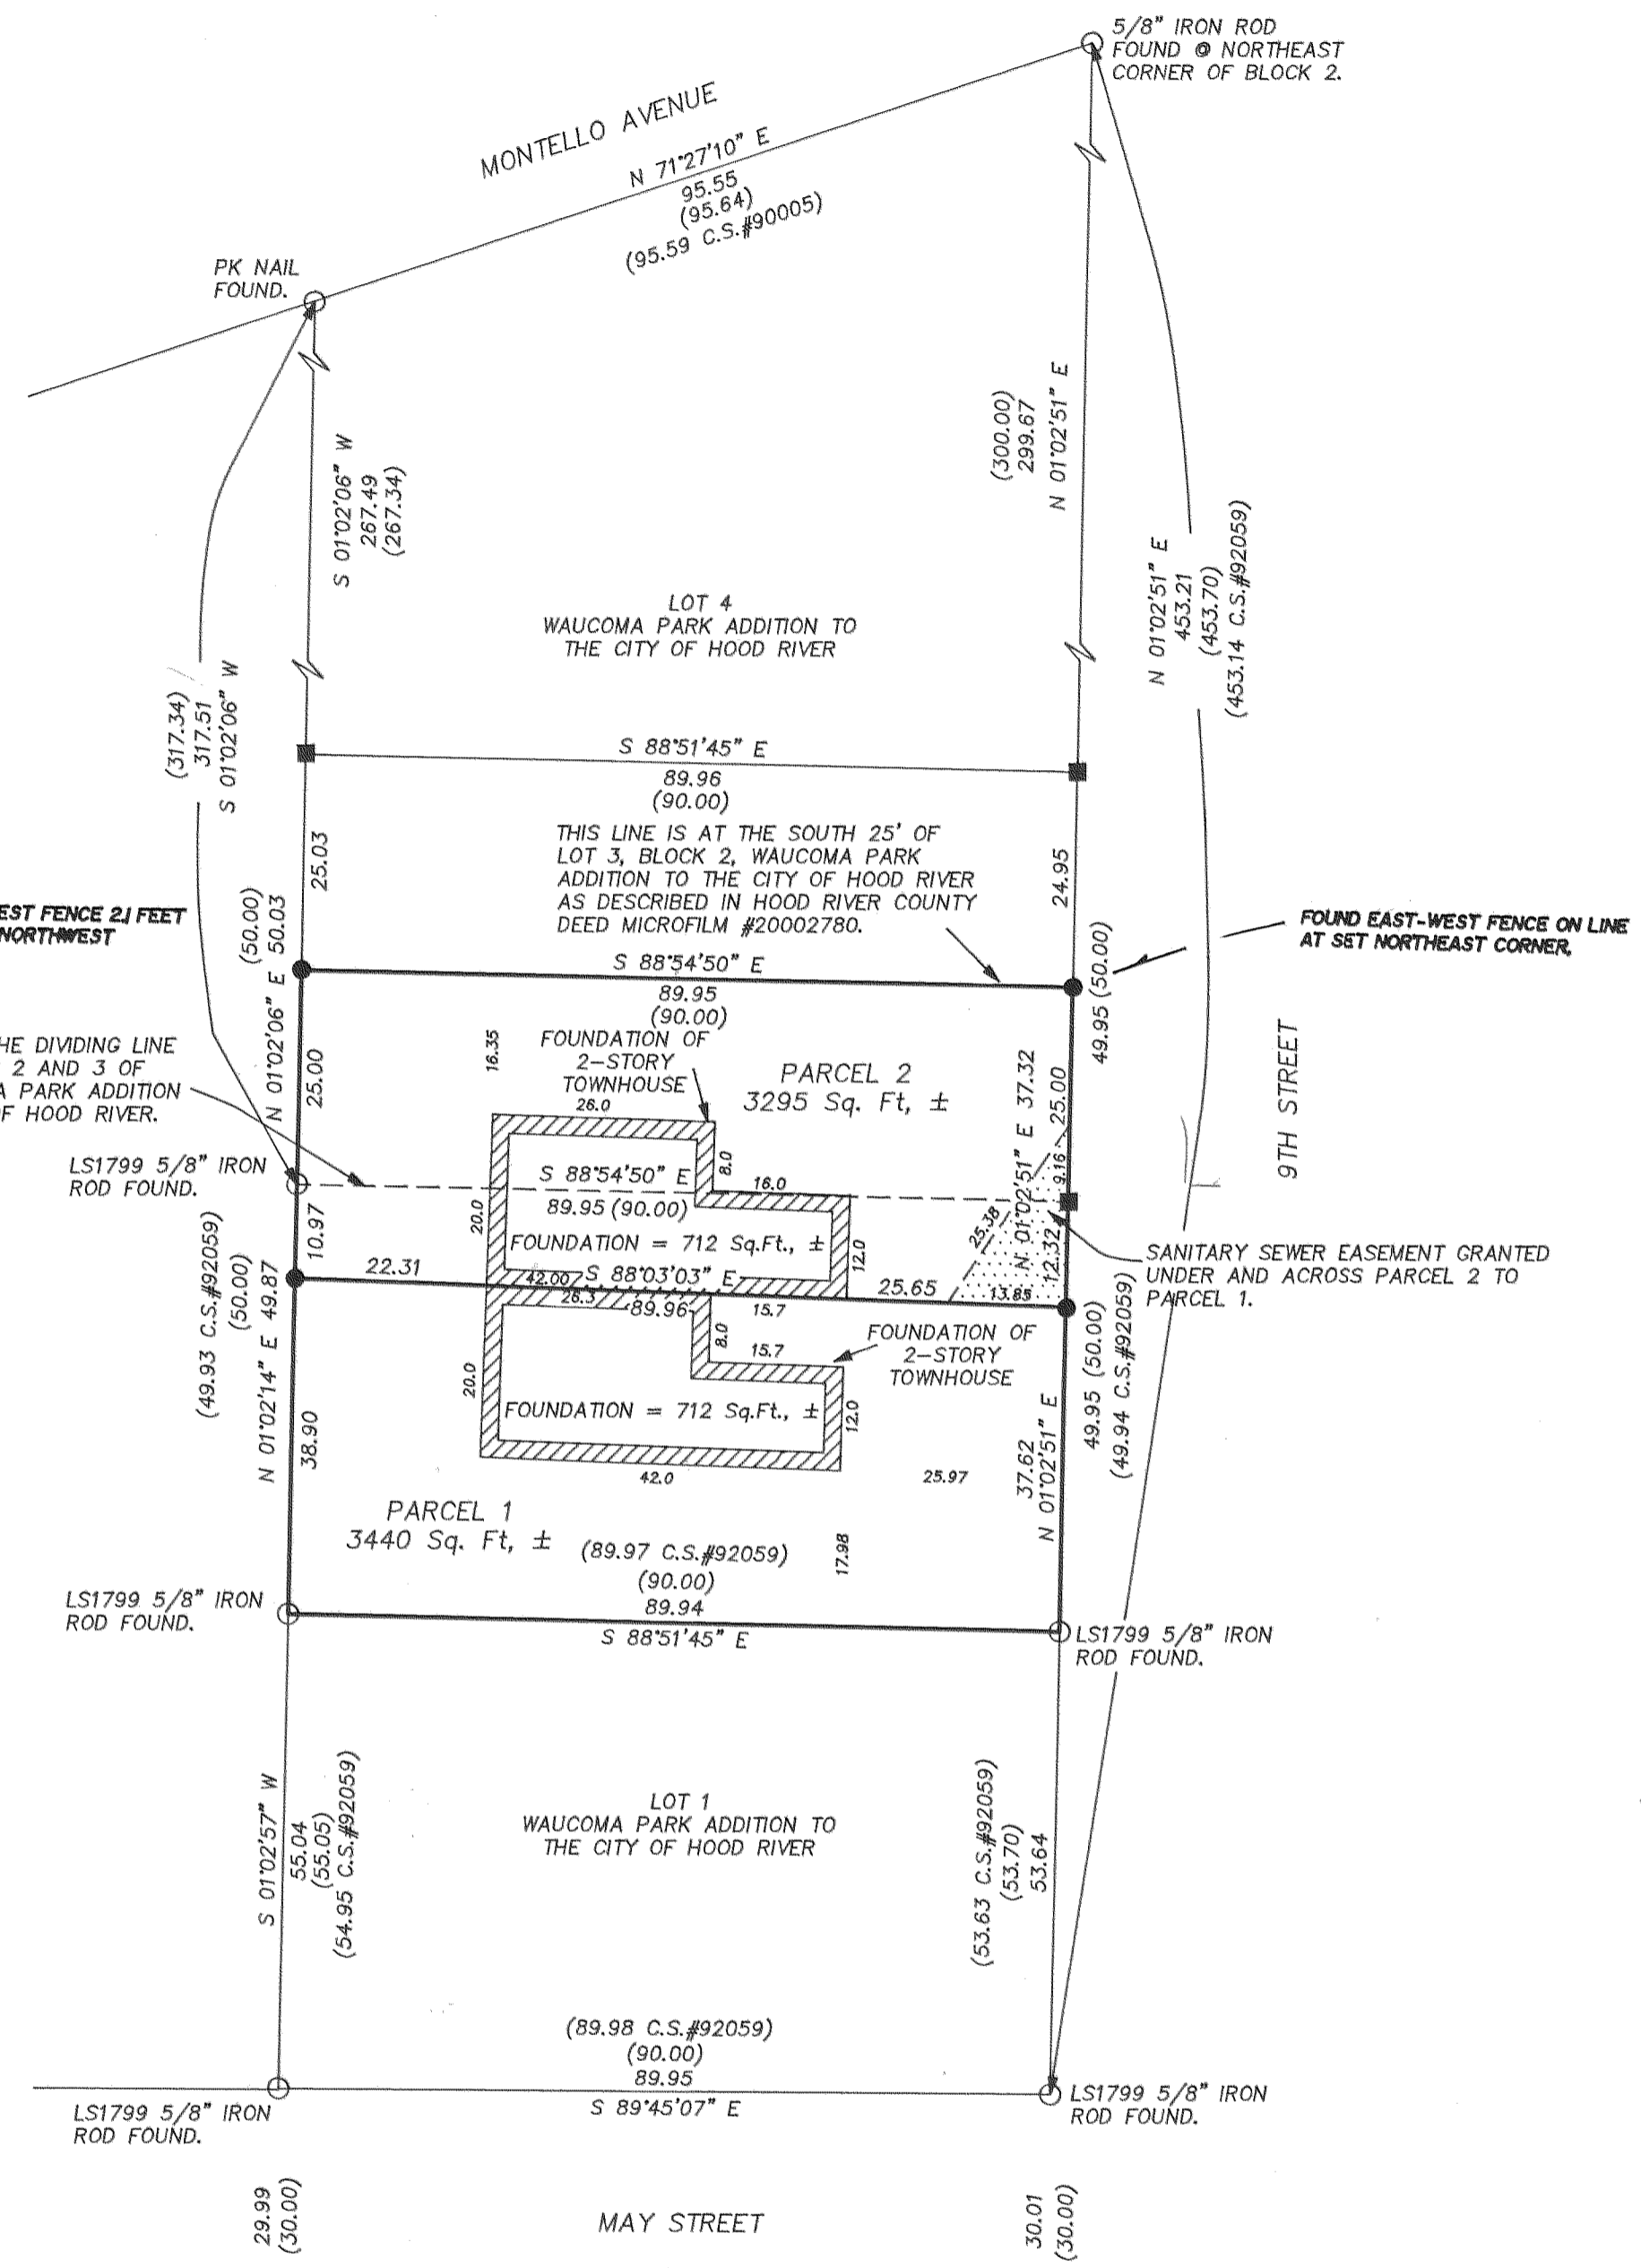 5/8" IRON ROD
FOUND @ NORTHEAST
CORNER OF BLOCK 2.
MONTELLO AVENUE
N 71°27'10" E
95.55
(95.64)
(95.59 C.S.#90005)
PK NAIL
FOUND.
S 01°02'06" W
267.49
(267.34)
(300.00)
299.67
N 01°02'51" E
N 01°02'51" E
453.21
(453.70)
(453.14 C.S.#92059)
(317.34)
317.51
S 01°02'06" W
LOT 4
WAUCOMA PARK ADDITION TO
THE CITY OF HOOD RIVER
S 88°51'45" E
89.96
(90.00)
THIS LINE IS AT THE SOUTH 25' OF
LOT 3, BLOCK 2, WAUCOMA PARK
ADDITION TO THE CITY OF HOOD RIVER
AS DESCRIBED IN HOOD RIVER COUNTY
DEED MICROFILM #20002780.
25.03
24.95
EST FENCE 2.1 FEET
NORTHWEST
(50.00)
N 01°02'06" E 50.03
FOUND EAST-WEST FENCE ON LINE
AT SET NORTHEAST CORNER,
49.95 (50.00)
S 88°54'50" E
89.95
(90.00)
HE DIVIDING LINE
2 AND 3 OF
A PARK ADDITION
OF HOOD RIVER.
25.00
16.35
FOUNDATION OF
2-STORY
TOWNHOUSE
26.0
PARCEL 2
3295 Sq. Ft, ±
N 01°02'51" E 37.32
25.00
9.16
9TH STREET
LS1799 5/8" IRON
ROD FOUND.
S 88°54'50" E
89.95 (90.00)
8.0
16.0
20.0
12.0
FOUNDATION = 712 Sq.Ft., ±
10.97
25.38
12.32
13.85
SANITARY SEWER EASEMENT GRANTED
UNDER AND ACROSS PARCEL 2 TO
PARCEL 1.
22.31
42.00
S 88°03'03" E
25.65
26.3
89.96
15.7
(49.93 C.S.#92059)
(50.00)
N 01°02'14" E 49.87
38.90
8.0
15.7
FOUNDATION OF
2-STORY
TOWNHOUSE
20.0
FOUNDATION = 712 Sq.Ft., ±
12.0
42.0
25.97
37.62
N 01°02'51" E
49.95 (50.00)
(49.94 C.S.#92059)
PARCEL 1
3440 Sq. Ft, ±
17.98
(89.97 C.S.#92059)
(90.00)
89.94
S 88°51'45" E
LS1799 5/8" IRON
ROD FOUND.
LS1799 5/8" IRON
ROD FOUND.
S 01°02'57" W
55.04
(55.05)
(54.95 C.S.#92059)
LOT 1
WAUCOMA PARK ADDITION TO
THE CITY OF HOOD RIVER
(53.63 C.S.#92059)
(53.70)
53.64
(89.98 C.S.#92059)
(90.00)
89.95
S 89°45'07" E
LS1799 5/8" IRON
ROD FOUND.
LS1799 5/8" IRON
ROD FOUND.
29.99
(30.00)
MAY STREET
30.01
(30.00)